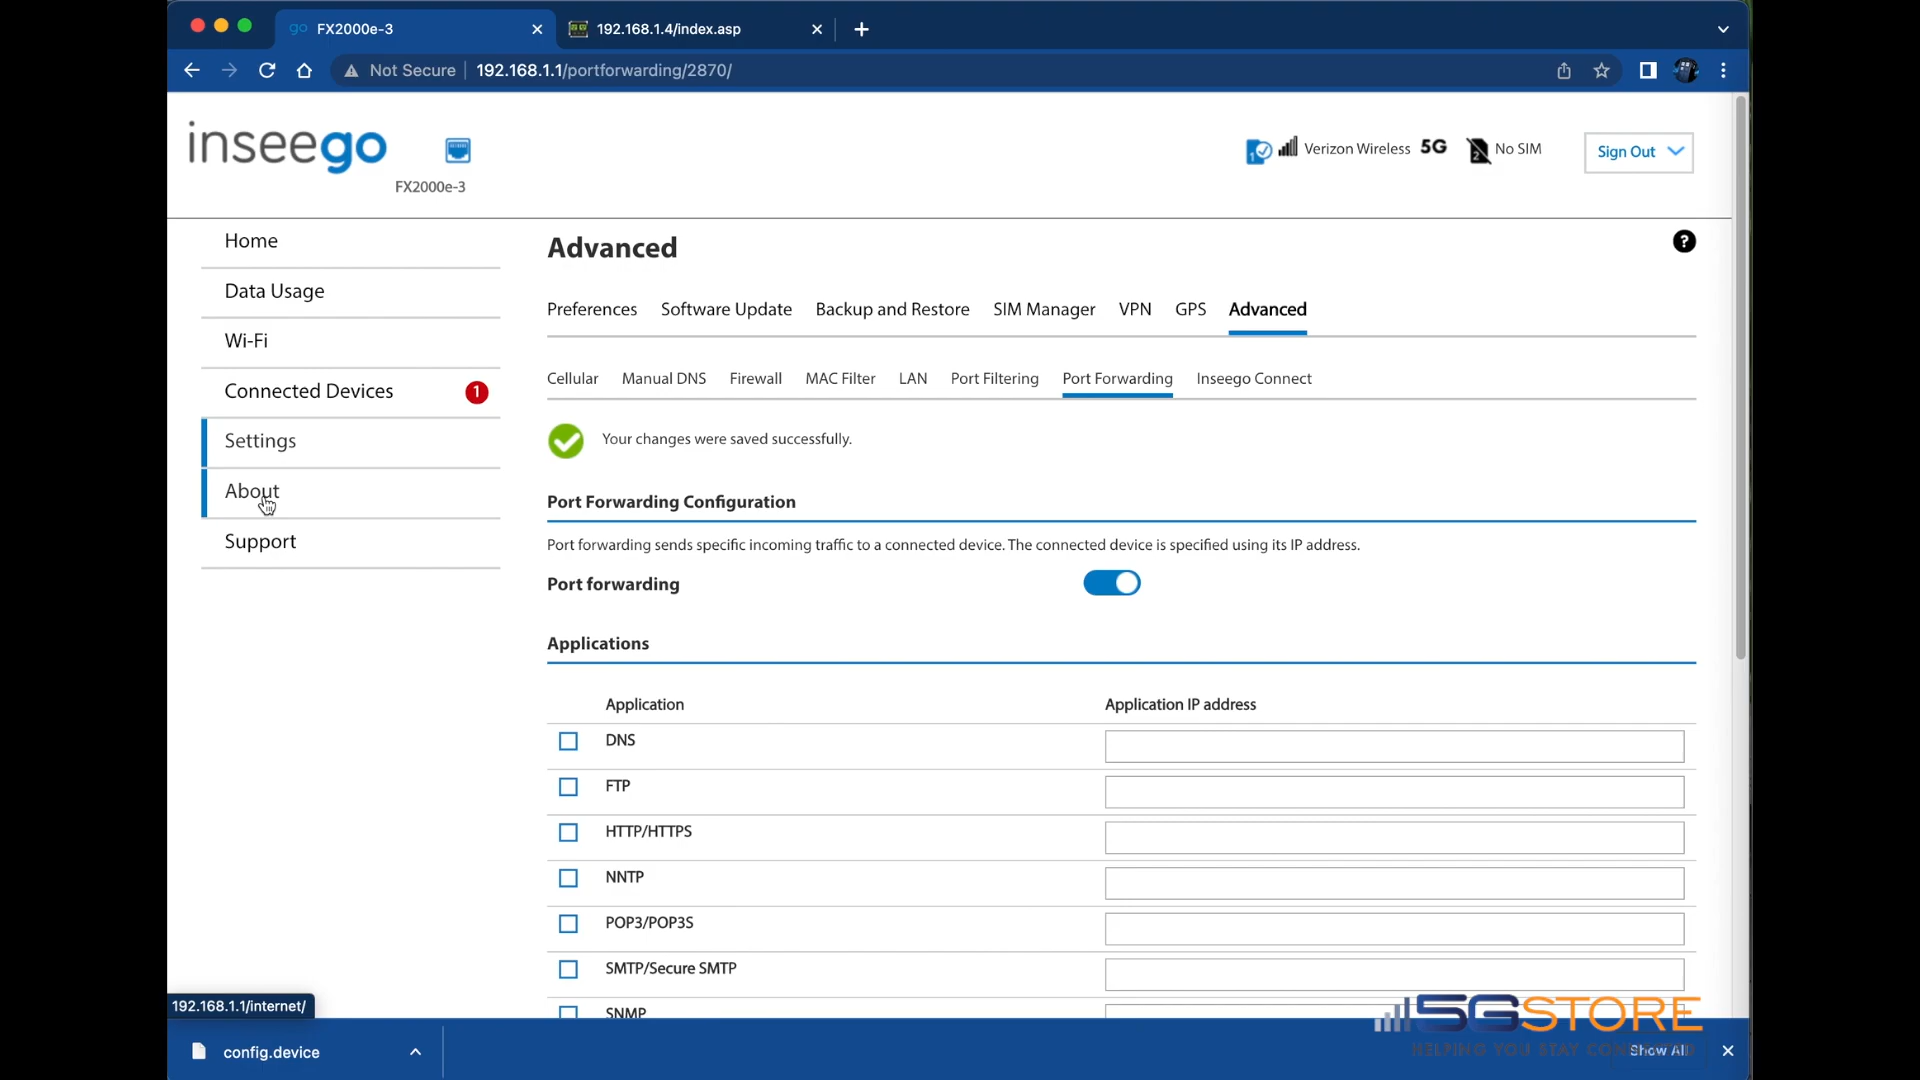 FX2000e-3
192.168.1.4/index.asp
Not Secure
192.168.1.1/portforwarding/2870/
inseego
FX2000e-3
1
Verizon Wireless 5G
2
No SIM
Sign Out
Home
Data Usage
Wi-Fi
Connected Devices 1
Settings
About
Support
Advanced
?
Preferences Software Update Backup and Restore SIM Manager VPN GPS Advanced
Cellular Manual DNS Firewall MAC Filter LAN Port Filtering Port Forwarding Inseego Connect
Your changes were saved successfully.
Port Forwarding Configuration
Port forwarding sends specific incoming traffic to a connected device. The connected device is specified using its IP address.
Port forwarding
Applications
Application Application IP address
DNS
FTP
HTTP/HTTPS
NNTP
POP3/POP3S
SMTP/Secure SMTP
SNMP
192.168.1.1/internet/
config.device
5GSTORE
HELPING YOU STAY CONNECTED
Show All